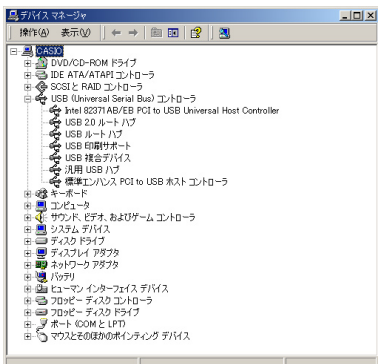 デバイス マネージャ
操作(A) 表示(V)
CASIO
DVD/CD-ROM ドライブ
IDE ATA/ATAPI コントローラ
SCSI と RAID コントローラ
USB (Universal Serial Bus) コントローラ
Intel 82371AB/EB PCI to USB Universal Host Controller
USB 2.0 ルート ハブ
USB ルート ハブ
USB 印刷サポート
USB 複合デバイス
汎用 USB ハブ
標準エンハンス PCI to USB ホスト コントローラ
キーボード
コンピュータ
サウンド、ビデオ、およびゲーム コントローラ
システム デバイス
ディスク ドライブ
ディスプレイ アダプタ
ネットワーク アダプタ
バッテリ
ヒューマン インターフェイス デバイス
フロッピー ディスク コントローラ
フロッピー ディスク ドライブ
ポート (COM と LPT)
マウスとそのほかのポインティング デバイス